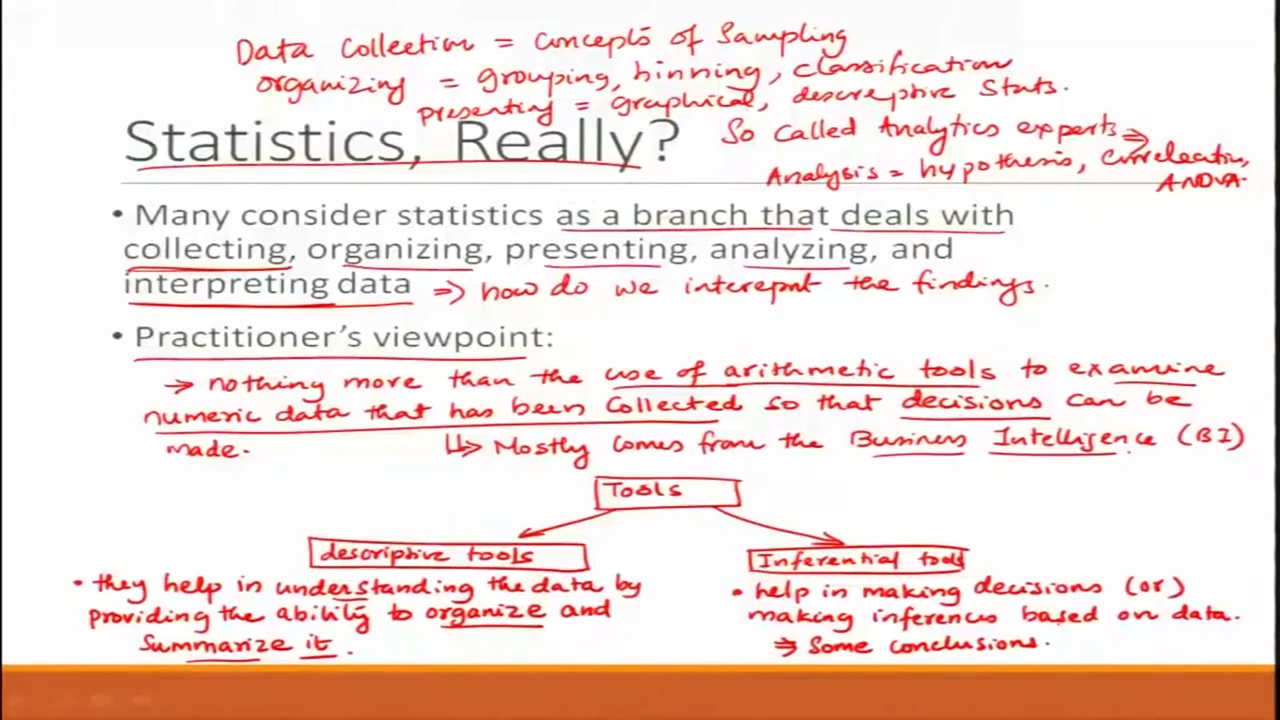 Data Collection = Concepts of Sampling
organizing = grouping, binning, classification
presenting = graphical, descreptive Stats.
Statistics, Really?
So called Analytics experts ⇒
Analysis = hypothesis, Correlation,
ANOVA.
• Many consider statistics as a branch that deals with
collecting, organizing, presenting, analyzing, and
interpreting data ⇒ how do we interepnt the findings.
• Practitioner's viewpoint:
→ nothing more than the use of arithmetic tools to examine
numeric data that has been Collected so that decisions can be
made. ↳ Mostly comes from the Business Intelligence (BI)
Tools
descriptive tools
Inferential tools
• they help in understanding the data by
providing the ability to organize and
Summarize it.
• help in making decisions (or)
making inferences based on data.
⇒ Some conclusions.